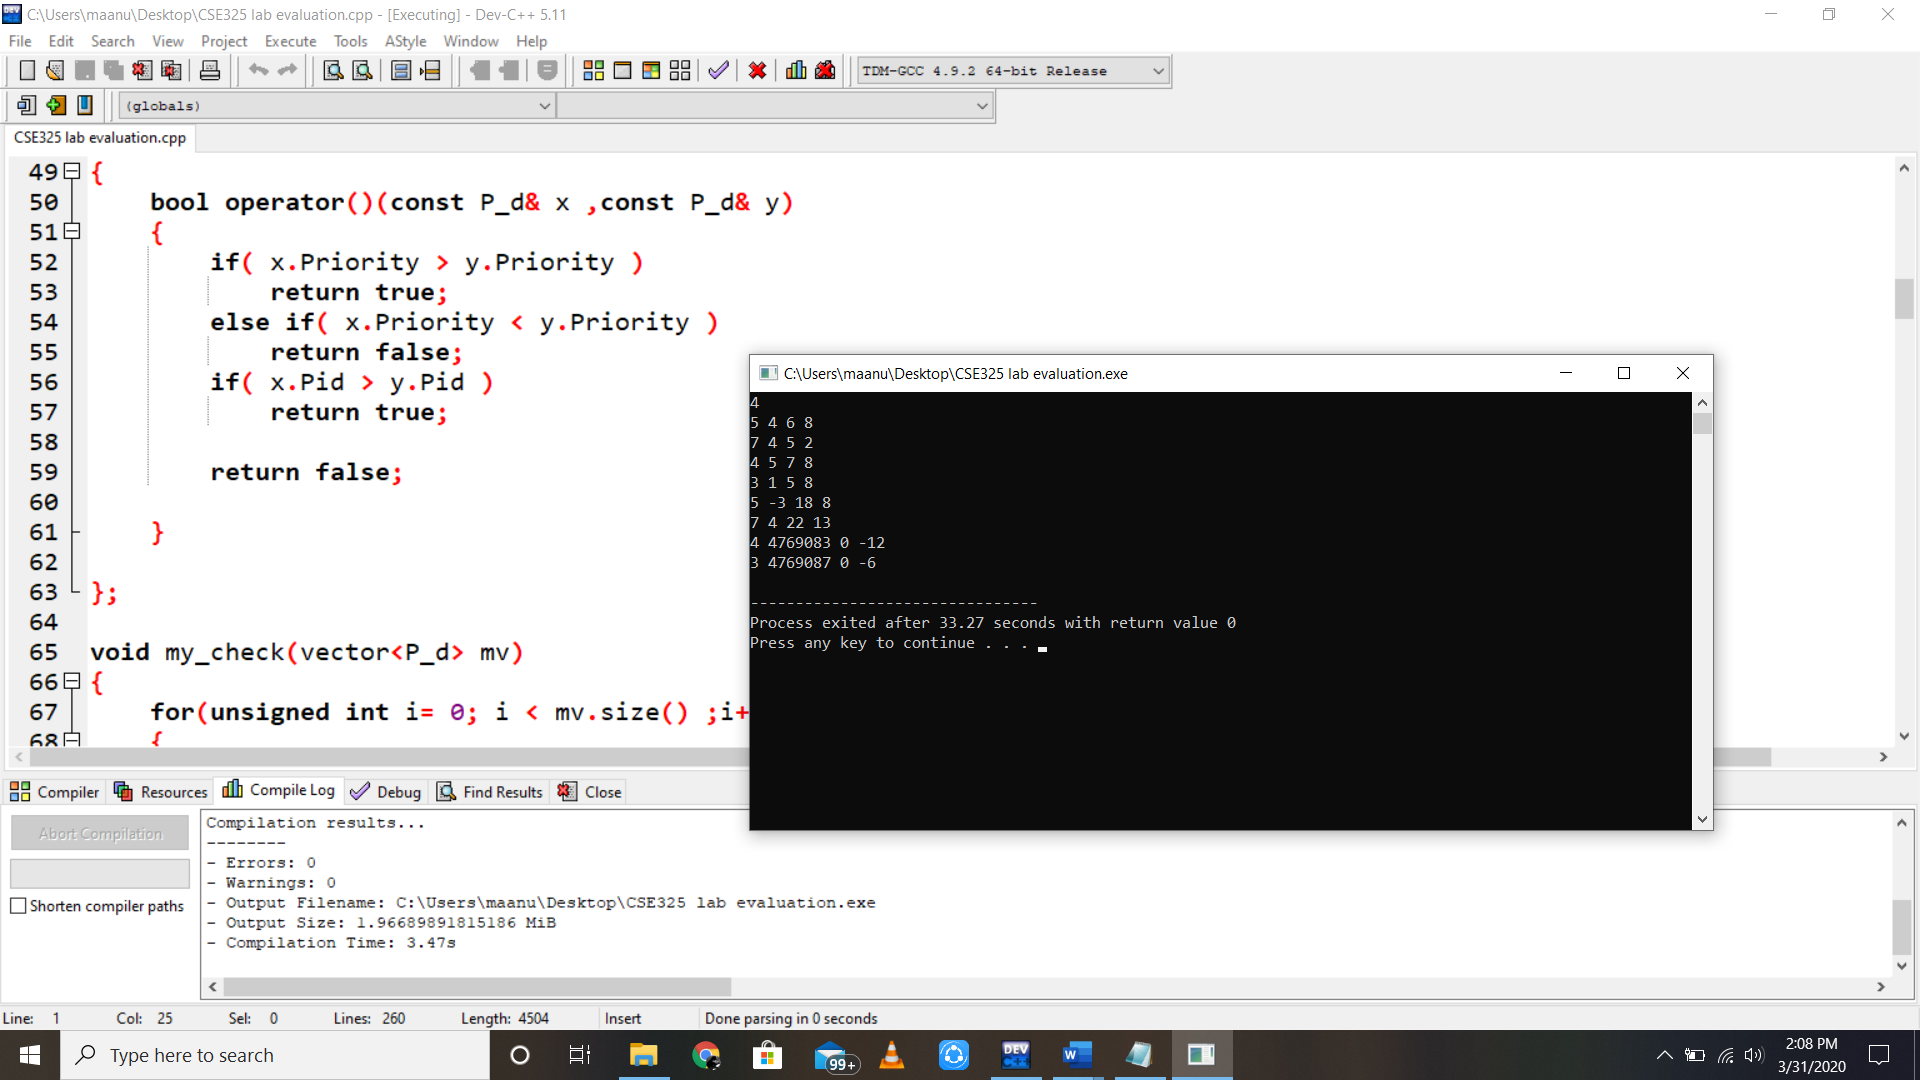 C:\Users\maanu\Desktop\CSE325 lab evaluation.cpp - [Executing] - Dev-C++ 5.11
File Edit Search View Project Execute Tools AStyle Window Help
TDM-GCC 4.9.2 64-bit Release
(globals)
CSE325 lab evaluation.cpp
49 {
50 bool operator()(const P_d& x ,const P_d& y)
51 {
52 if( x.Priority > y.Priority )
53 return true;
54 else if( x.Priority < y.Priority )
55 return false;
56 if( x.Pid > y.Pid )
57 return true;
58
59 return false;
60
61 }
62
63 };
64
65 void my_check(vector<P_d> mv)
66 {
67 for(unsigned int i= 0; i < mv.size() ;i+
68 {
C:\Users\maanu\Desktop\CSE325 lab evaluation.exe
4
5 4 6 8
7 4 5 2
4 5 7 8
3 1 5 8
5 -3 18 8
7 4 22 13
4 4769083 0 -12
3 4769087 0 -6
--------------------------------
Process exited after 33.27 seconds with return value 0
Press any key to continue . . .
Compiler Resources Compile Log Debug Find Results Close
Abort Compilation
Shorten compiler paths
Compilation results...
--------
- Errors: 0
- Warnings: 0
- Output Filename: C:\Users\maanu\Desktop\CSE325 lab evaluation.exe
- Output Size: 1.96689891815186 MiB
- Compilation Time: 3.47s
Line: 1 Col: 25 Sel: 0 Lines: 260 Length: 4504 Insert Done parsing in 0 seconds
Type here to search
99+
DEV C++
W
2:08 PM
3/31/2020